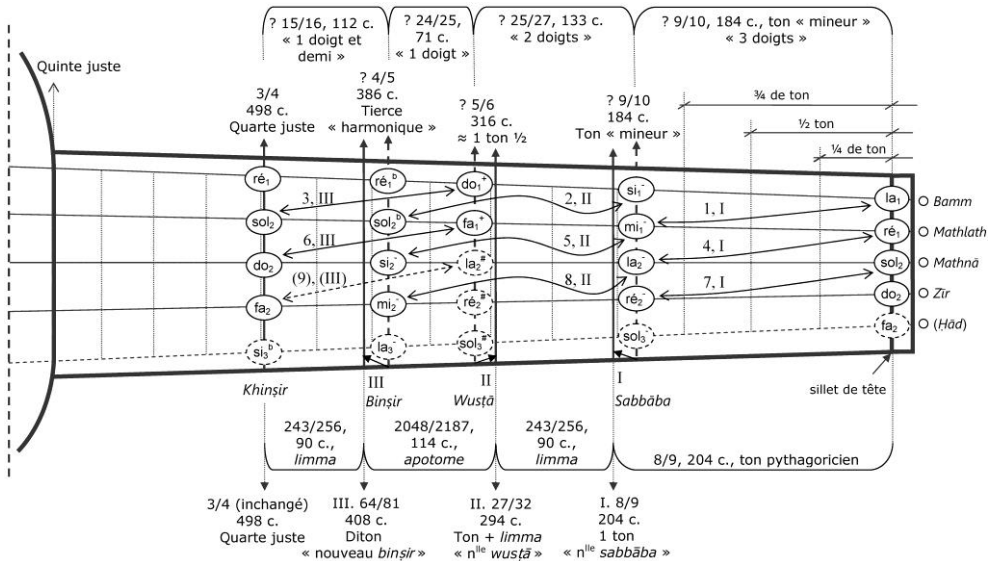 ? 15/16, 112 c.
« 1 doigt et
demi »
? 24/25,
71 c.
« 1 doigt »
? 25/27, 133 c.
« 2 doigts »
? 9/10, 184 c., ton « mineur »
« 3 doigts »
Quinte juste
3/4
498 c.
Quarte juste
? 4/5
386 c.
Tierce
« harmonique »
? 5/6
316 c.
≈ 1 ton ½
? 9/10
184 c.
Ton « mineur »
¾ de ton
½ ton
¼ de ton
ré₁ ré₁ᵇ do₁⁺ si₁⁻ la₁ Bamm
3, III 2, II 1, I
sol₂ sol₂ᵇ fa₁⁺ mi₁⁻ ré₁ Mathlath
6, III 5, II 4, I
do₂ si₂⁻ la₂# la₂⁻ sol₂ Mathnā
(9), (III) 8, II 7, I
fa₂ mi₂⁻ ré₂# ré₂⁻ do₂ Zīr
si₃ᵇ la₃ sol₃# sol₃⁻ fa₂ (Ḥād)
Khinṣir
III
Binṣir
II
Wusṭā
I
Sabbāba
sillet de tête
243/256,
90 c.,
limma
2048/2187,
114 c.,
apotome
243/256,
90 c.,
limma
8/9, 204 c., ton pythagoricien
3/4 (inchangé)
498 c.
Quarte juste
III. 64/81
408 c.
Diton
« nouveau binṣir »
II. 27/32
294 c.
Ton + limma
« nˡˡᵉ wusṭā »
I. 8/9
204 c.
1 ton
« nˡˡᵉ sabbāba »